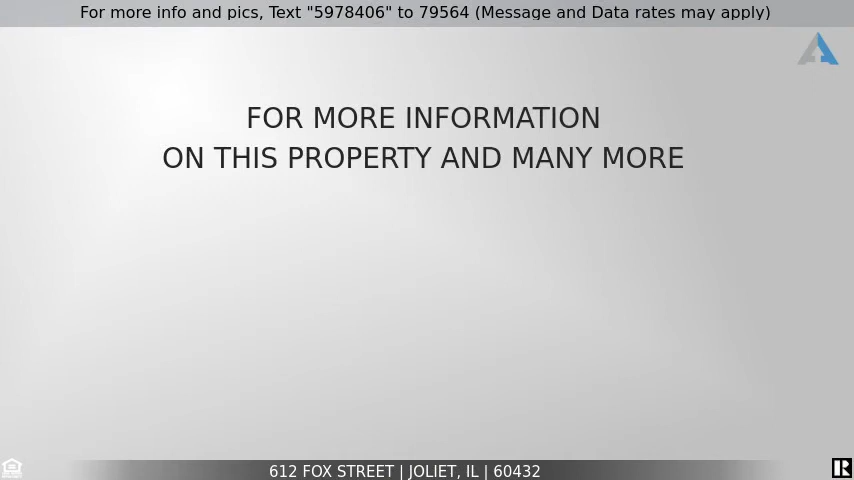 For more info and pics, Text "5978406" to 79564 (Message and Data rates may apply)
FOR MORE INFORMATION
ON THIS PROPERTY AND MANY MORE
612 FOX STREET | JOLIET, IL | 60432